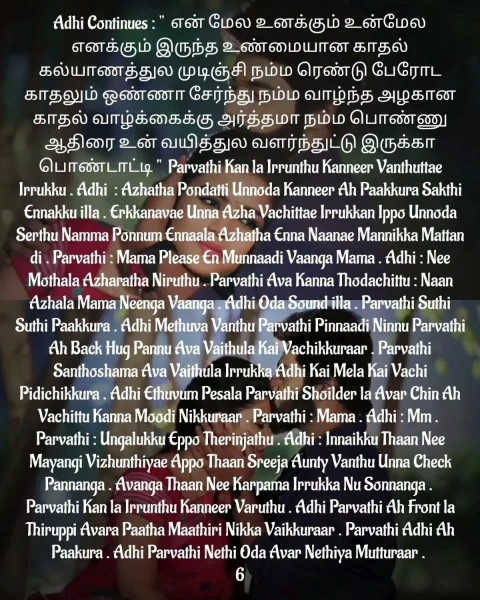 Adhi Continues : " என் மேல உனக்கும் உன்மேல
எனக்கும் இருந்த உண்மையான காதல்
கல்யாணத்துல முடிஞ்சி நம்ம ரெண்டு பேரோட
காதலும் ஒண்ணா சேர்ந்து நம்ம வாழ்ந்த அழகான
காதல் வாழ்க்கைக்கு அர்த்தமா நம்ம பொண்ணு
ஆதிரை உன் வயித்துல வளர்ந்துட்டு இருக்கா
பொண்டாட்டி " Parvathi Kan la Irrunthu Kanneer Vanthuttae
Irrukku . Adhi : Azhatha Pondatti Unnoda Kanneer Ah Paakkura Sakthi
Ennakku illa . Erkkanavae Unna Azha Vachittae Irrukkan Ippo Unnoda
Serthu Namma Ponnum Ennaala Azhatha Enna Naanae Mannikka Mattan
di . Parvathi : Mama Please En Munnaadi Vaanga Mama . Adhi : Nee
Mothala Azharatha Niruthu . Parvathi Ava Kanna Thodachittu : Naan
Azhala Mama Neenga Vaanga . Adhi Oda Sound illa . Parvathi Suthi
Suthi Paakkura . Adhi Methuva Vanthu Parvathi Pinnaadi Ninnu Parvathi
Ah Back Hug Pannu Ava Vaithula Kai Vachikkuraar . Parvathi
Santhoshama Ava Vaithula Irrukka Adhi Kai Mela Kai Vachi
Pidichikkura . Adhi Ethuvum Pesala Parvathi Shoilder la Avar Chin Ah
Vachittu Kanna Moodi Nikkuraar . Parvathi : Mama . Adhi : Mm .
Parvathi : Ungalukku Eppo Therinjathu . Adhi : Innaikku Thaan Nee
Mayangi Vizhunthiyae Appo Thaan Sreeja Aunty Vanthu Unna Check
Pannanga . Avanga Thaan Nee Karpama Irrukka Nu Sonnanga .
Parvathi Kan la Irrunthu Kanneer Varuthu . Adhi Parvathi Ah Front la
Thiruppi Avara Paatha Maathiri Nikka Vaikkuraar . Parvathi Adhi Ah
Paakura . Adhi Parvathi Nethi Oda Avar Nethiya Mutturaar .
6